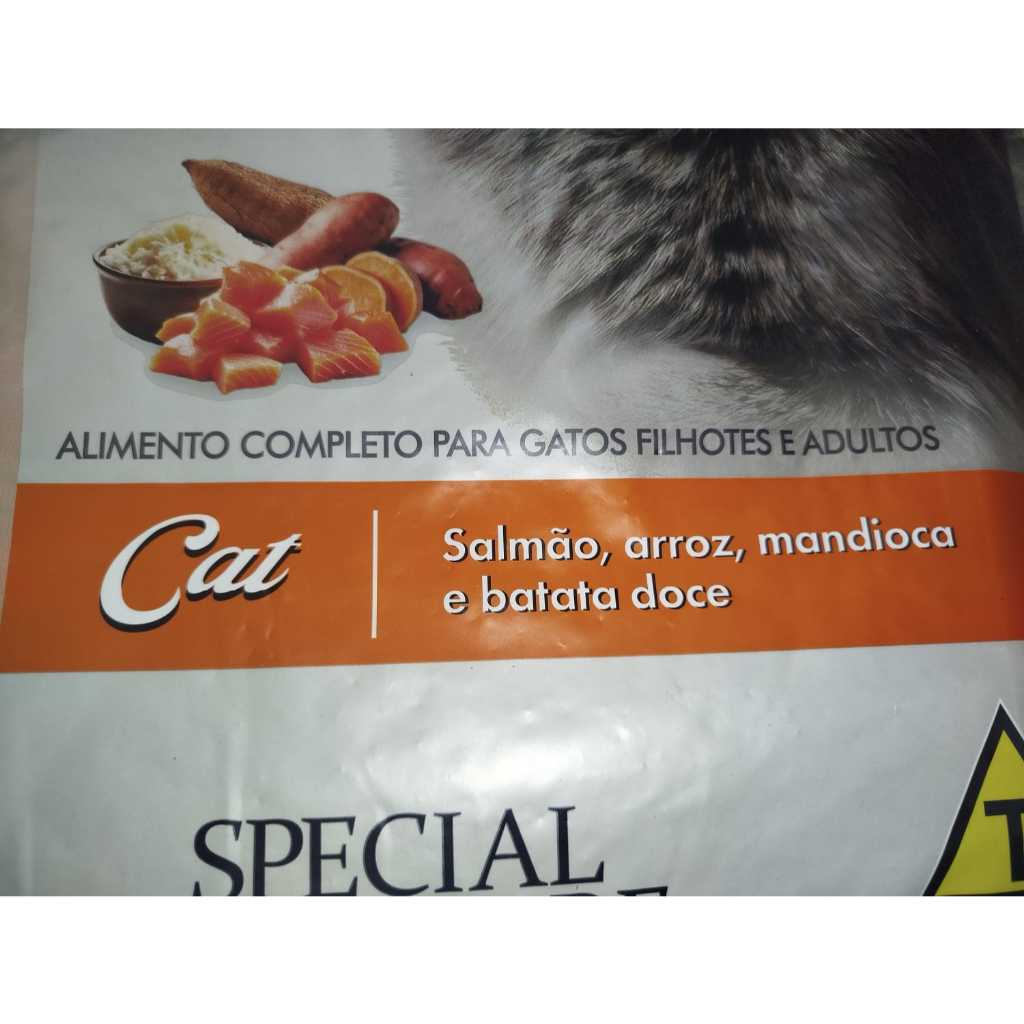 ALIMENTO COMPLETO PARA GATOS FILHOTES E ADULTOS
Cat
Salmão, arroz, mandioca
e batata doce
T
SPECIAL